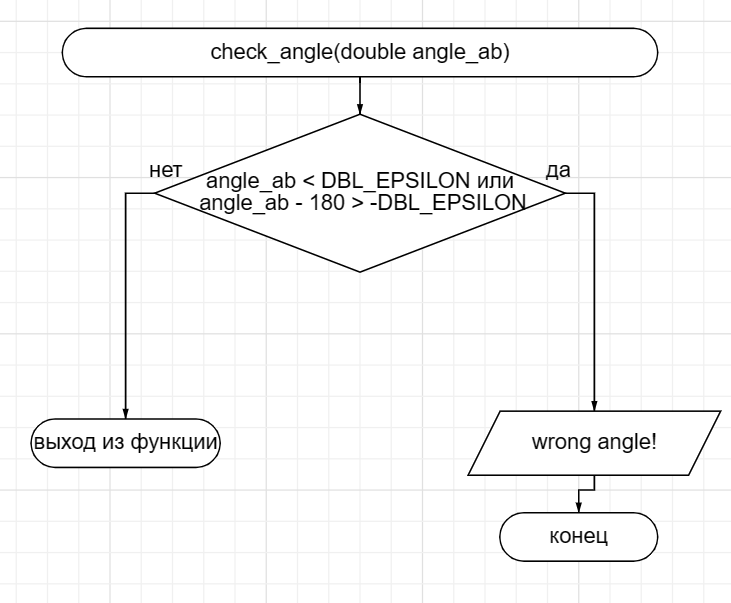 check_angle(double angle_ab)
нет
да
angle_ab < DBL_EPSILON или
angle_ab - 180 > -DBL_EPSILON
выход из функции
wrong angle!
конец